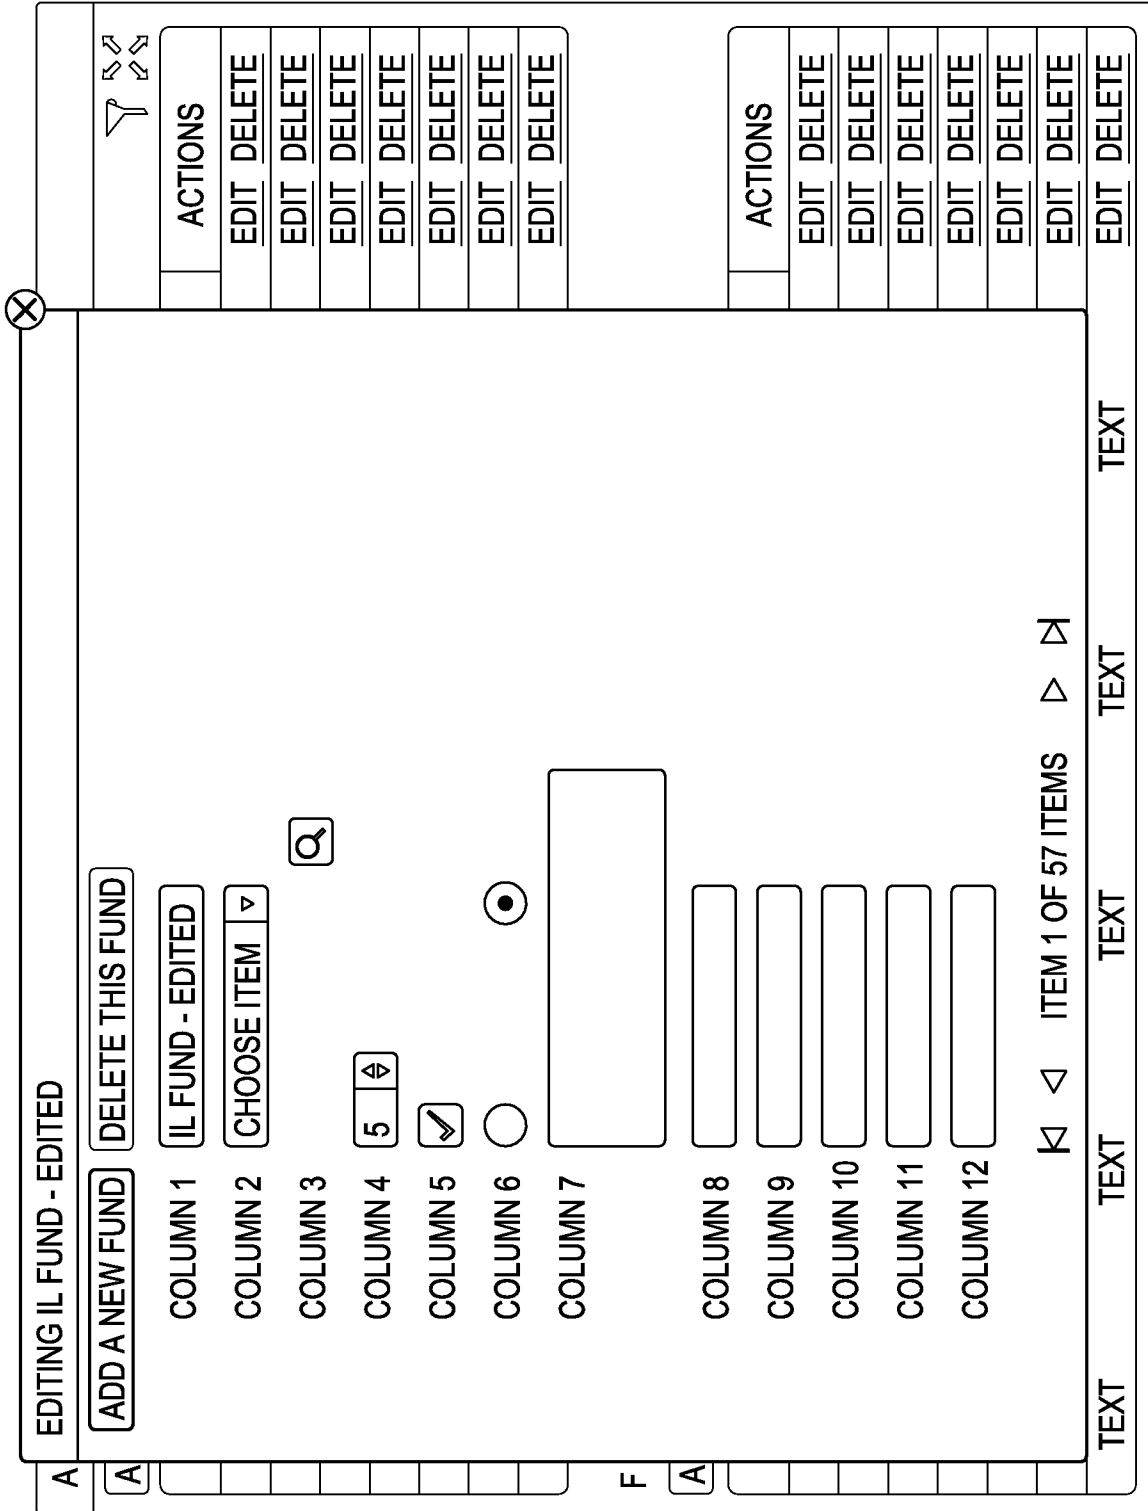 EDITING IL FUND - EDITED
A
A
ADD A NEW FUND DELETE THIS FUND
COLUMN 1 IL FUND - EDITED
COLUMN 2 CHOOSE ITEM
COLUMN 3
COLUMN 4 5
COLUMN 5
COLUMN 6
COLUMN 7
COLUMN 8
COLUMN 9
COLUMN 10
COLUMN 11
COLUMN 12
ITEM 1 OF 57 ITEMS
ACTIONS
EDIT DELETE
EDIT DELETE
EDIT DELETE
EDIT DELETE
EDIT DELETE
EDIT DELETE
EDIT DELETE
F
A
ACTIONS
EDIT DELETE
EDIT DELETE
EDIT DELETE
EDIT DELETE
EDIT DELETE
EDIT DELETE
EDIT DELETE
TEXT TEXT TEXT TEXT TEXT